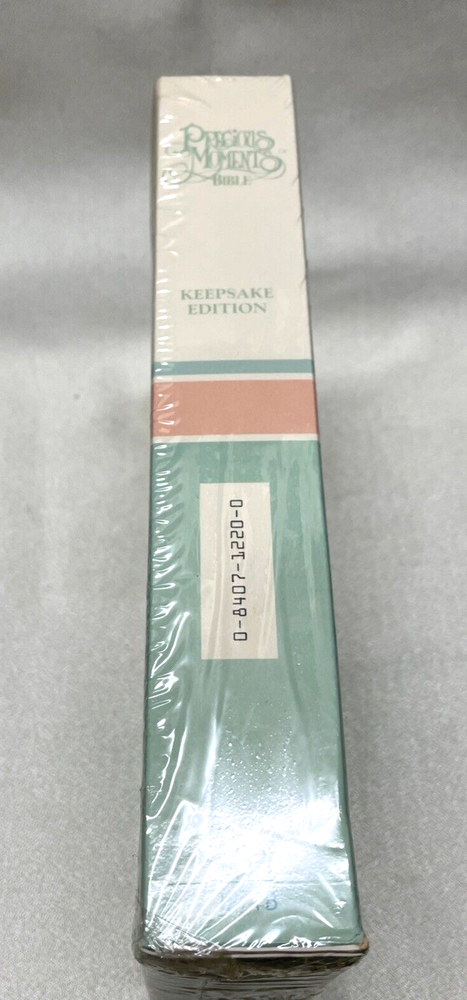 Precious
Moments
Bible
KEEPSAKE
EDITION
0-8407-1220-0